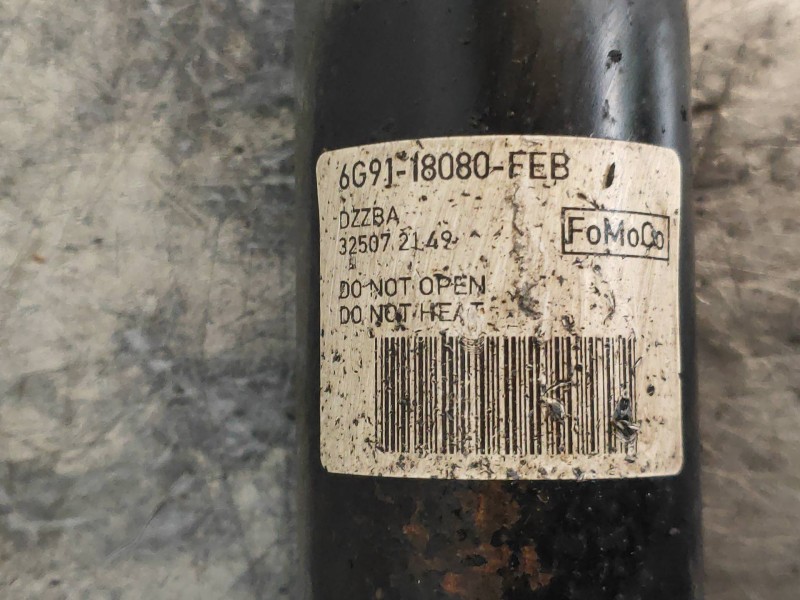 6G91-18080-FEB
DZZBA
32507 2149
FoMoCo
DO NOT OPEN
DO NOT HEAT